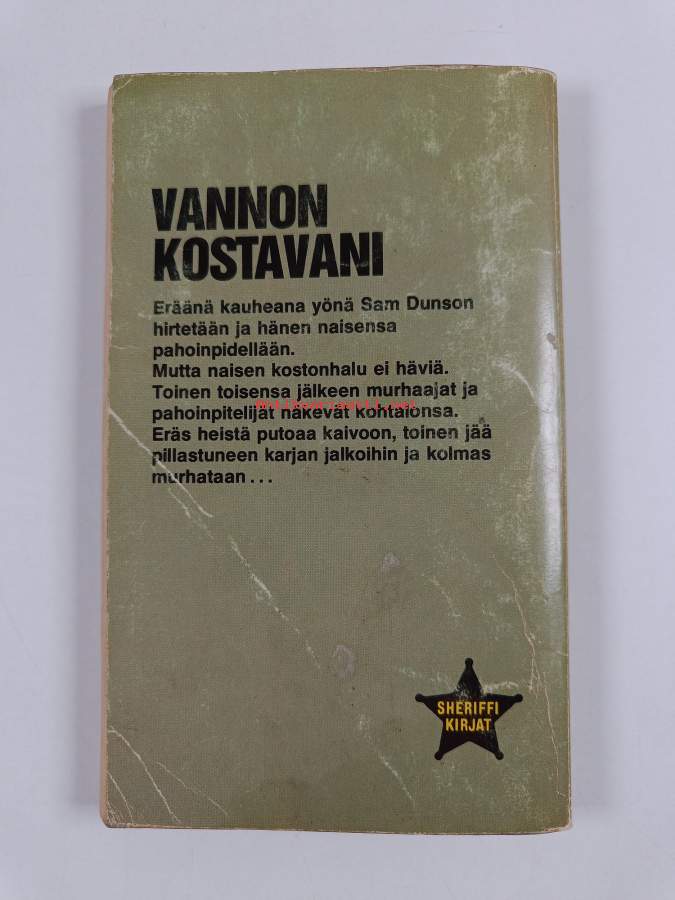 VANNON
KOSTAVANI
Eräänä kauheana yönä Sam Dunson
hirtetään ja hänen naisensa
pahoinpidellään.
Mutta naisen kostonhalu ei häviä.
Toinen toisensa jälkeen murhaajat ja
pahoinpitelijät näkevät kohtalonsa.
Eräs heistä putoaa kaivoon, toinen jää
pillastuneen karjan jalkoihin ja kolmas
murhataan...
SHERIFFI
KIRJAT